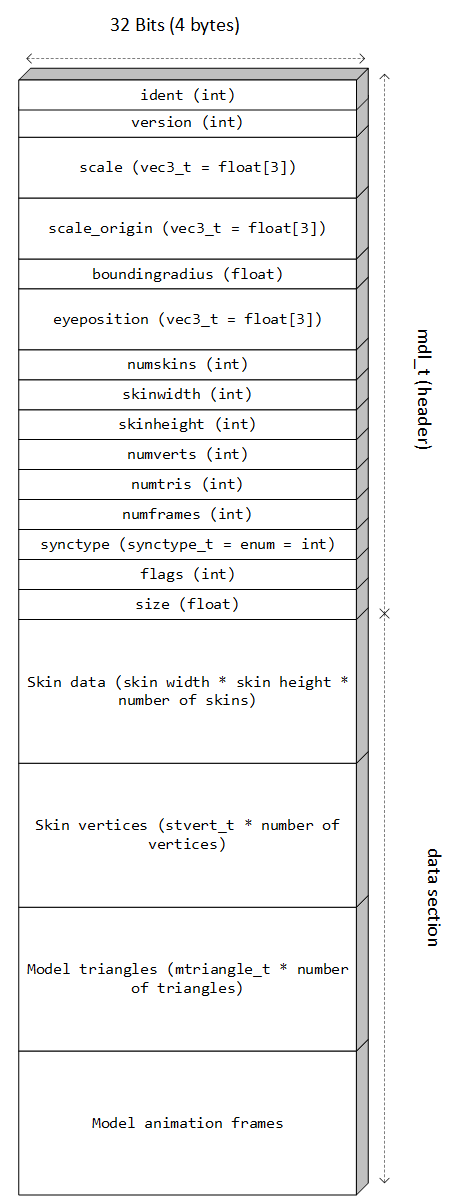 32 Bits (4 bytes)
ident (int)
version (int)
scale (vec3_t = float[3])
scale_origin (vec3_t = float[3])
boundingradius (float)
eyeposition (vec3_t = float[3])
numskins (int)
skinwidth (int)
skinheight (int)
numverts (int)
numtris (int)
numframes (int)
synctype (synctype_t = enum = int)
flags (int)
size (float)
mdl_t (header)
Skin data (skin width * skin height *
number of skins)
Skin vertices (stvert_t * number of
vertices)
Model triangles (mtriangle_t * number
of triangles)
Model animation frames
data section